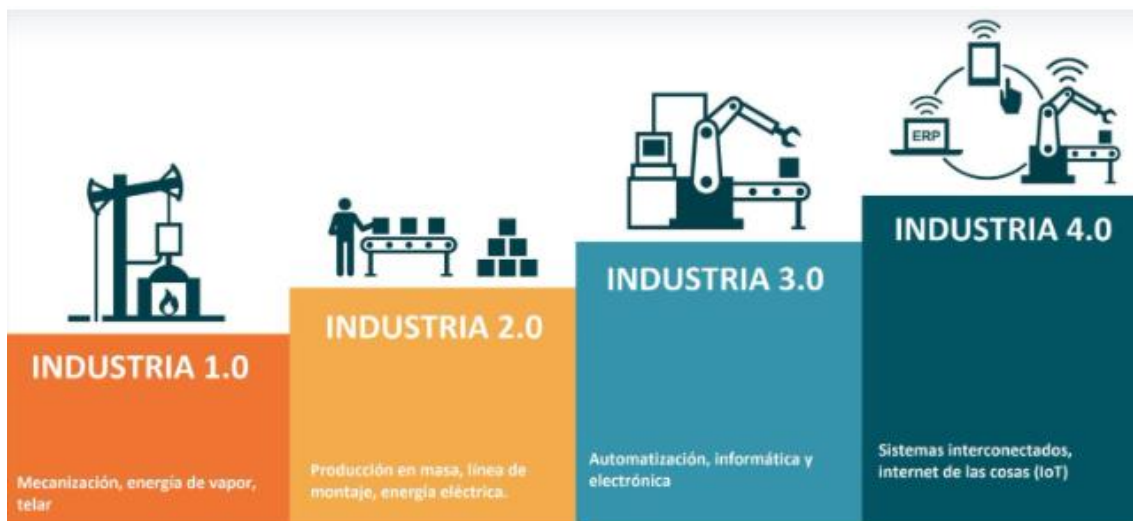 ERP
INDUSTRIA 1.0
Mecanización, energía de vapor,
telar
INDUSTRIA 2.0
Producción en masa, línea de
montaje, energía eléctrica.
INDUSTRIA 3.0
Automatización, informática y
electrónica
INDUSTRIA 4.0
Sistemas interconectados,
internet de las cosas (IoT)